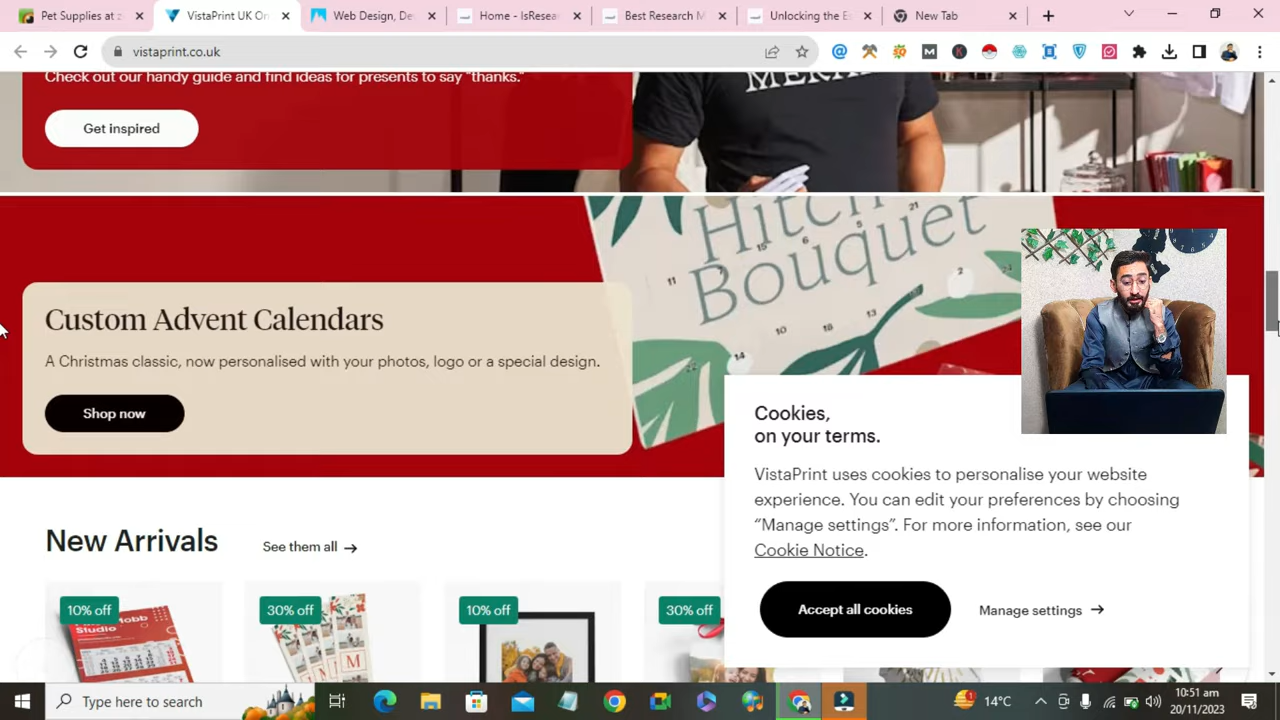 Pet Supplies at z
VistaPrint UK On
Web Design, De
Home - IsResea
Best Research M
Unlocking the Es
New Tab
vistaprint.co.uk
Check out our handy guide and find ideas for presents to say "thanks."
Get inspired
Hitch
Bouquet
Custom Advent Calendars
A Christmas classic, now personalised with your photos, logo or a special design.
Shop now
Cookies,
on your terms.
VistaPrint uses cookies to personalise your website
experience. You can edit your preferences by choosing
“Manage settings”. For more information, see our
Cookie Notice.
Accept all cookies
Manage settings →
New Arrivals
See them all →
10% off
30% off
10% off
30% off
Studio
Type here to search
14°C
10:51 am
20/11/2023